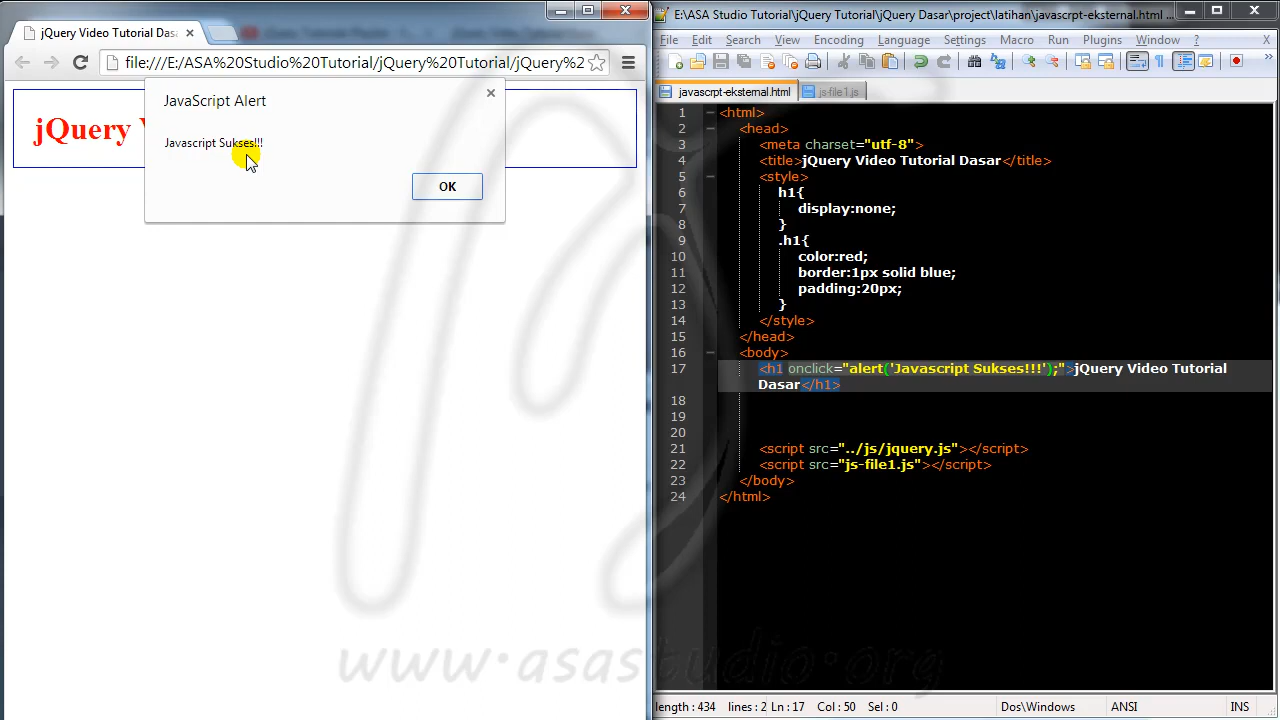 jQuery Video Tutorial Das
file:///E:/ASA%20Studio%20Tutorial/jQuery%20Tutorial/jQuery%2
JavaScript Alert
jQuery
Javascript Sukses!!!
OK
E:\ASA Studio Tutorial\jQuery Tutorial\jQuery Dasar\project\latihan\javascrpt-eksternal.html ...
File Edit Search View Encoding Language Settings Macro Run Plugins Window ? X
javascrpt-eksternal.html js-file1.js
1 <html>
2 <head>
3 <meta charset="utf-8">
4 <title>jQuery Video Tutorial Dasar</title>
5 <style>
6 h1{
7 display:none;
8 }
9 .h1{
10 color:red;
11 border:1px solid blue;
12 padding:20px;
13 }
14 </style>
15 </head>
16 <body>
17 <h1 onclick="alert('Javascript Sukses!!!');">jQuery Video Tutorial
Dasar</h1>
18
19
20
21 <script src="../js/jquery.js"></script>
22 <script src="js-file1.js"></script>
23 </body>
24 </html>
www.asastudio.org
length : 434 lines : 2 Ln : 17 Col : 50 Sel : 0 Dos\Windows ANSI INS